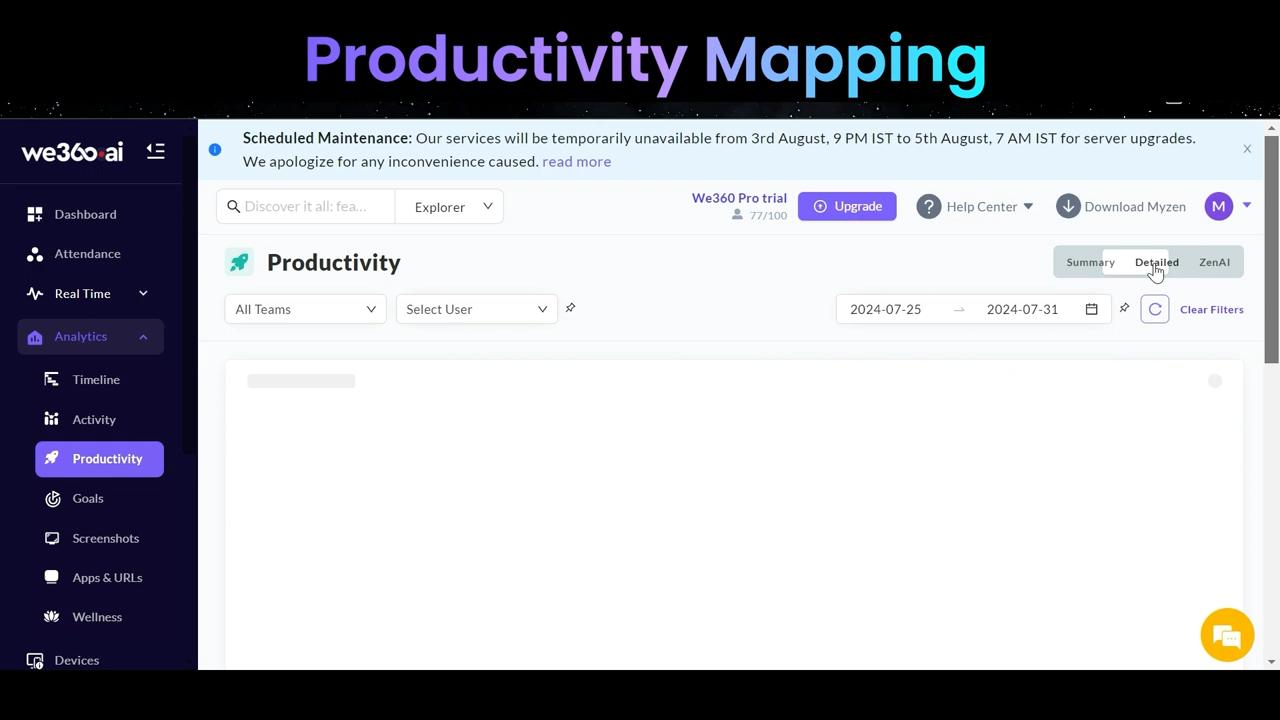 Productivity Mapping
Scheduled Maintenance: Our services will be temporarily unavailable from 3rd August, 9 PM IST to 5th August, 7 AM IST for server upgrades.
We apologize for any inconvenience caused. read more
we360.ai
Discover it all: fea...
Explorer
We360 Pro trial
77/100
Upgrade
? Help Center
Download Myzen
M
Dashboard
Attendance
Real Time
Analytics
Timeline
Activity
Productivity
Goals
Screenshots
Apps & URLs
Wellness
Devices
Productivity
Summary
Detailed
ZenAI
All Teams
Select User
2024-07-25
2024-07-31
Clear Filters